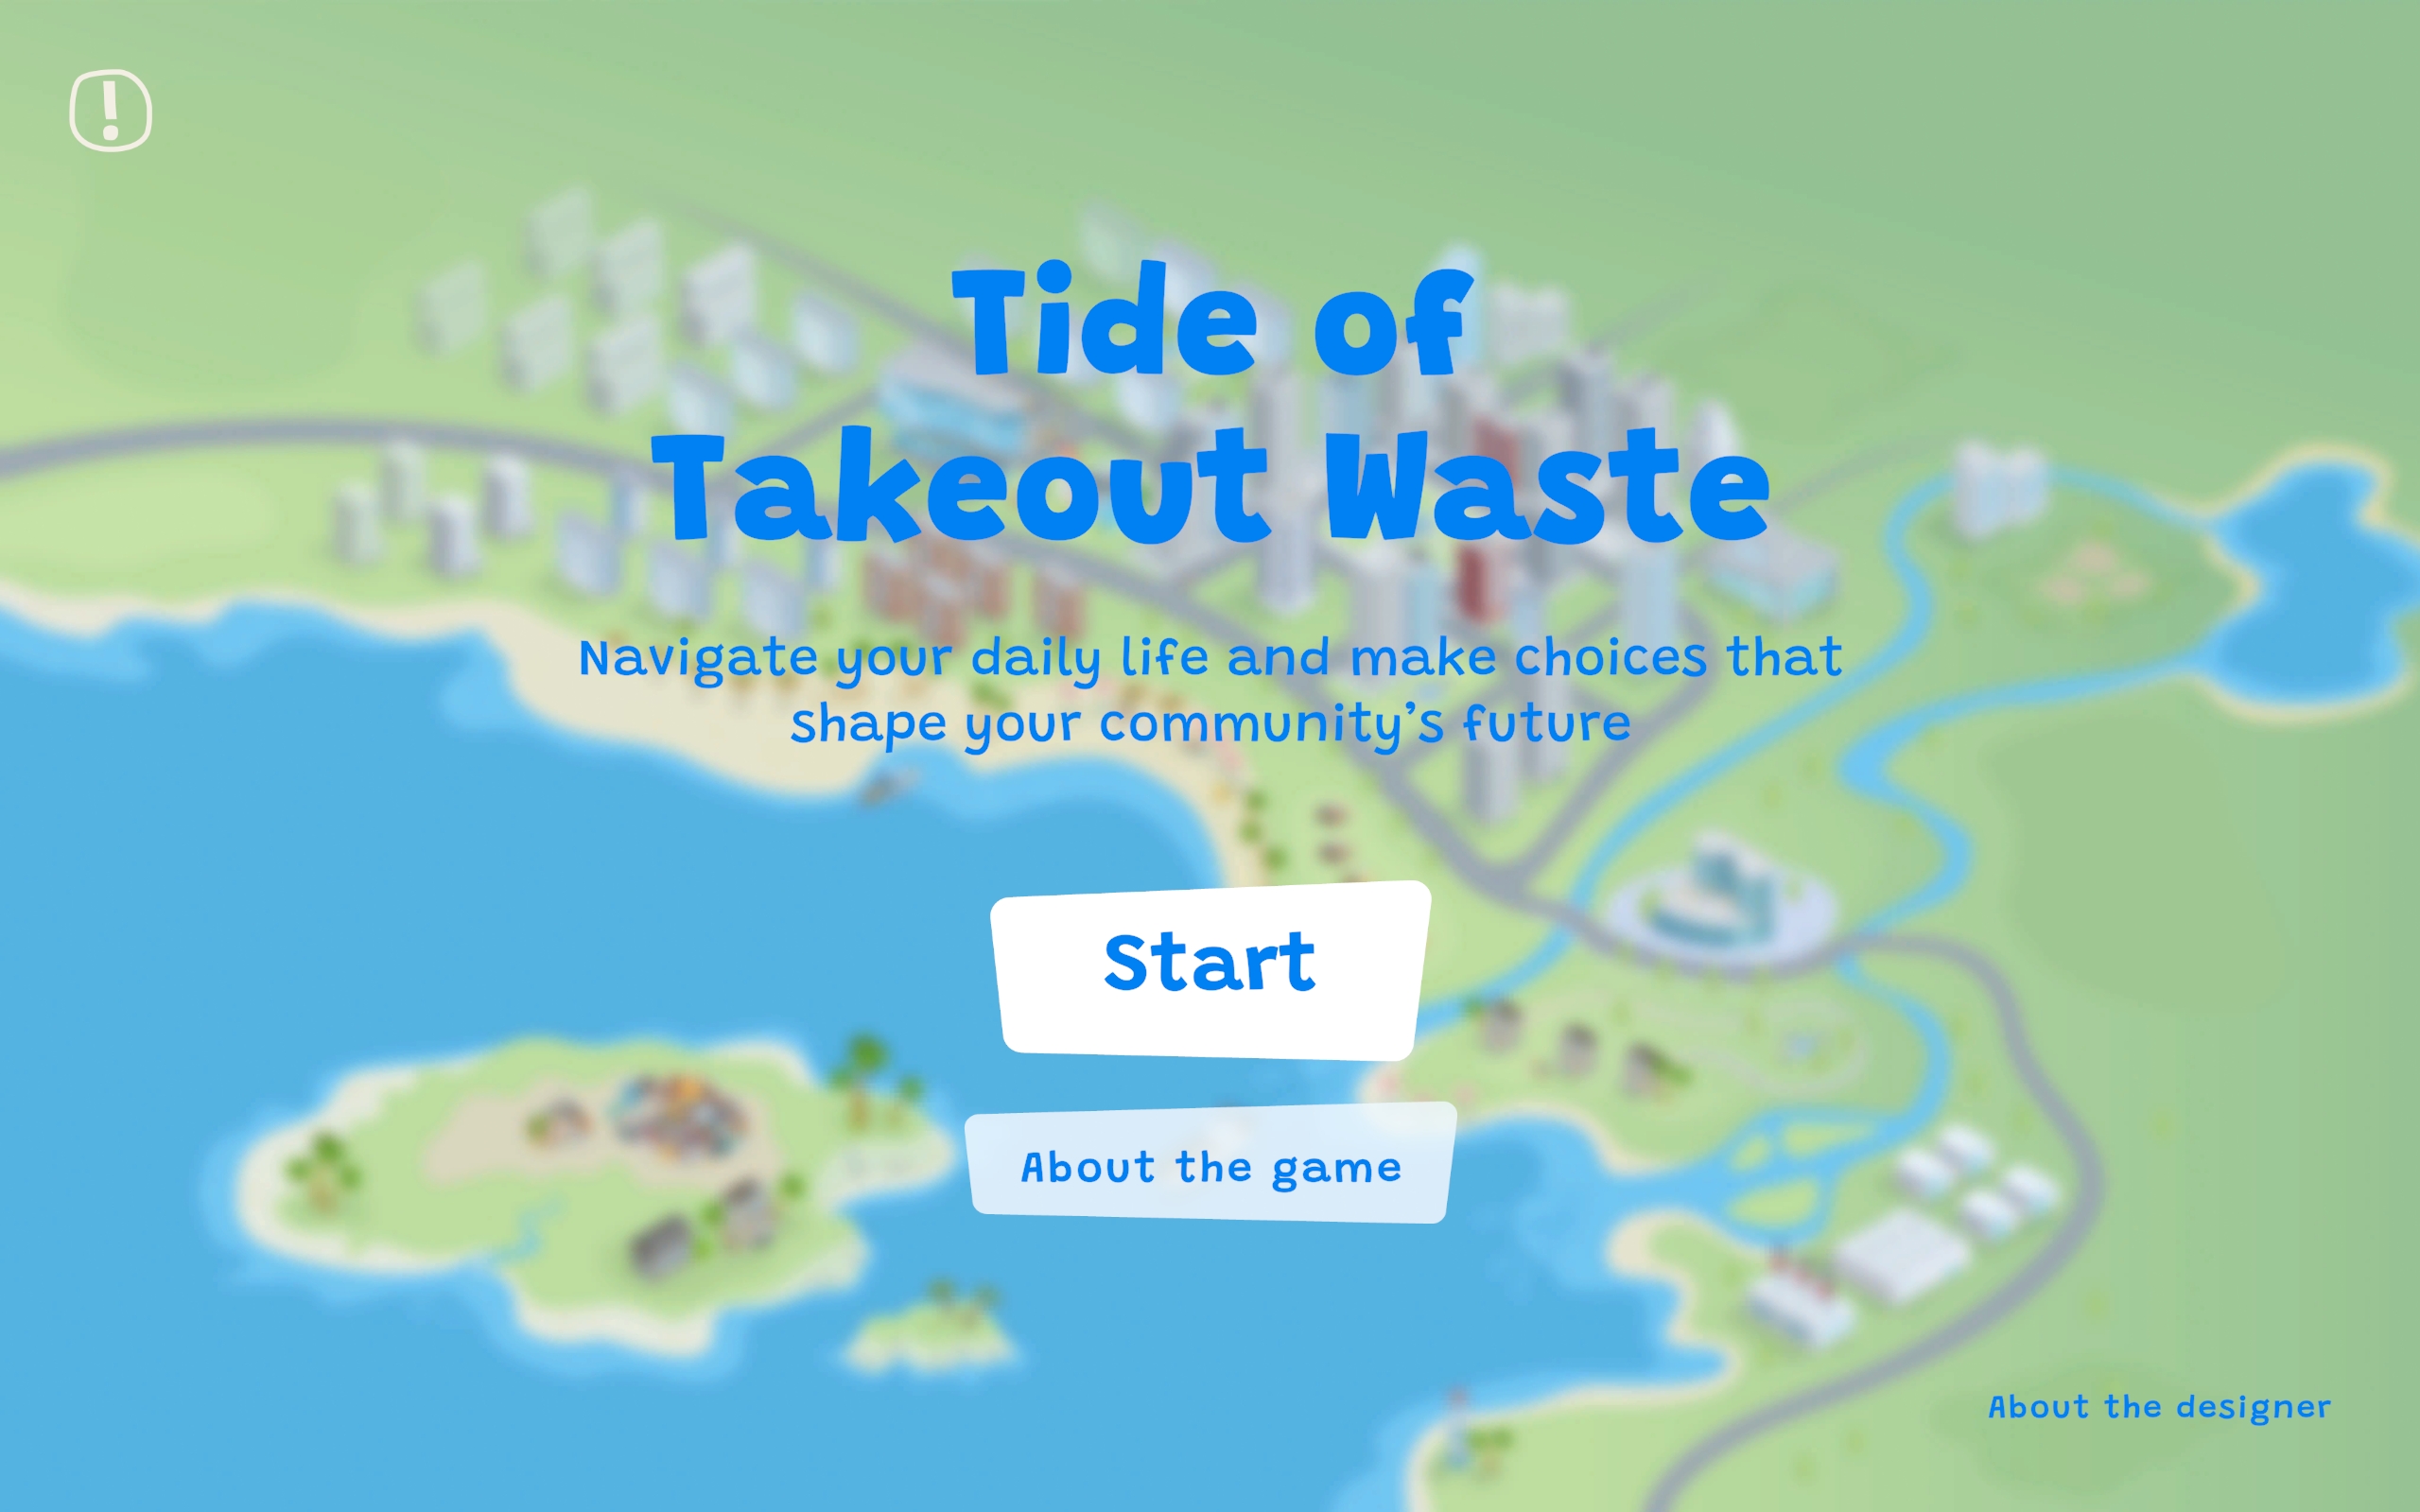 !
Tide of
Takeout Waste
Navigate your daily life and make choices that
shape your community’s future
Start
About the game
About the designer